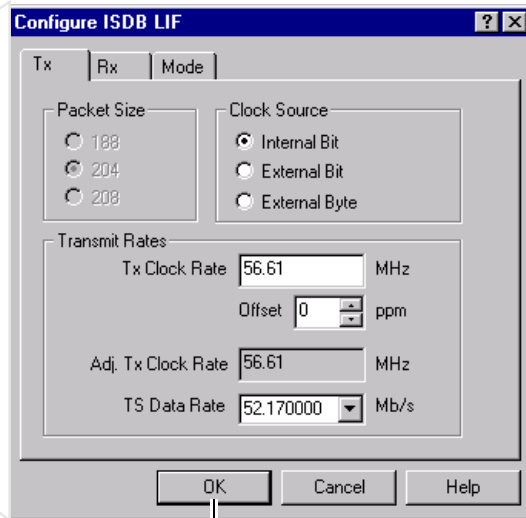 Configure ISDB LIF
Tx Rx Mode
Packet Size
188
204
208
Clock Source
Internal Bit
External Bit
External Byte
Transmit Rates
Tx Clock Rate 56.61 MHz
Offset 0 ppm
Adj. Tx Clock Rate 56.61 MHz
TS Data Rate 52.170000 Mb/s
OK Cancel Help